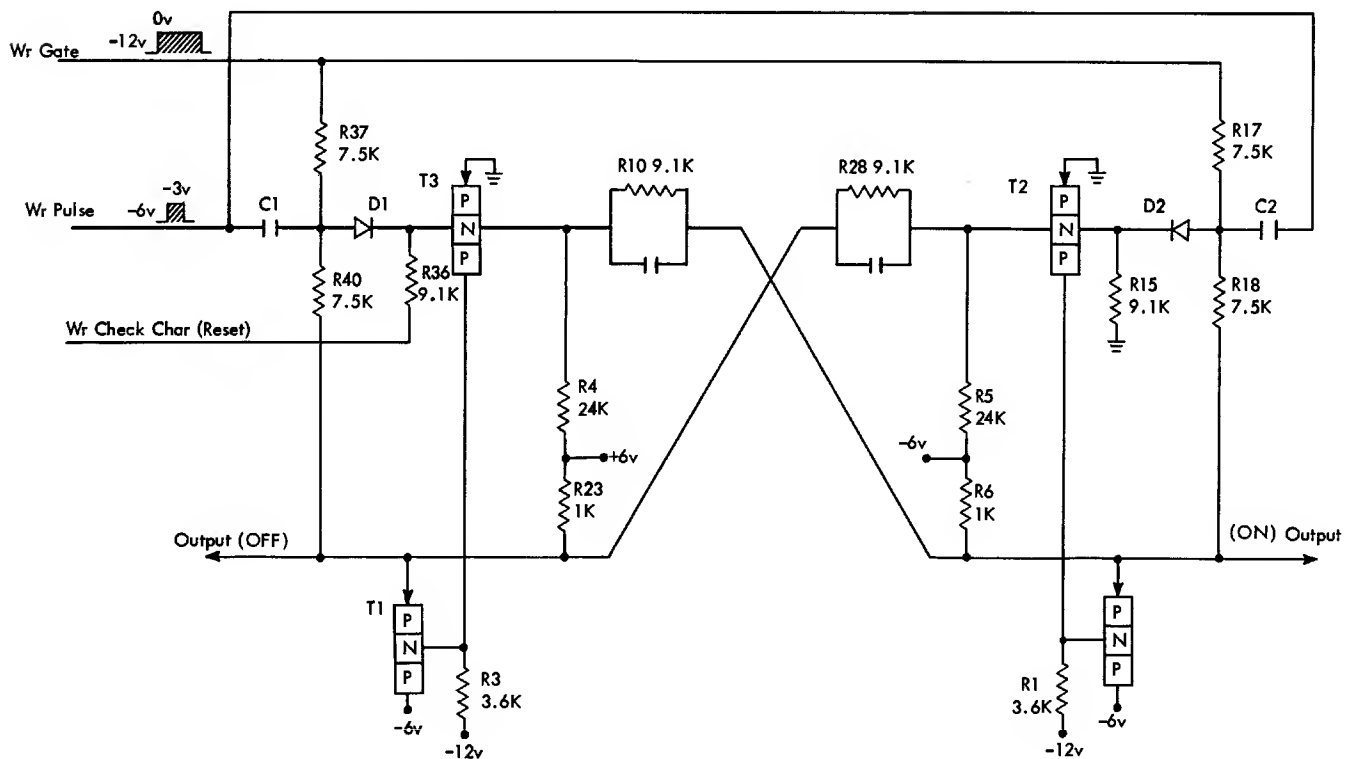 0v
-12v
Wr Gate
R37
7.5K
R17
7.5K
R10 9.1K
R28 9.1K
T3
P
N
P
T2
P
N
P
-3v
-6v
Wr Pulse
C1
D1
D2
C2
R40
7.5K
R36
9.1K
R15
9.1K
R18
7.5K
Wr Check Char (Reset)
R4
24K
+6v
R23
1K
R5
24K
-6v
R6
1K
Output (OFF)
(ON) Output
T1
P
N
P
-6v
R3
3.6K
-12v
P
N
P
-6v
R1
3.6K
-12v